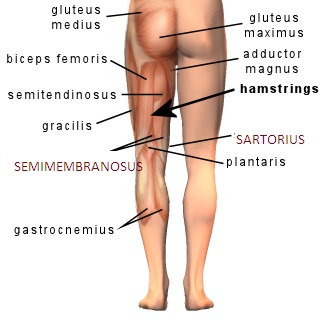 gluteus
medius
gluteus
maximus
biceps femoris
adductor
magnus
semitendinosus
hamstrings
gracilis
SARTORIUS
SEMIMEMBRANOSUS
plantaris
gastrocnemius